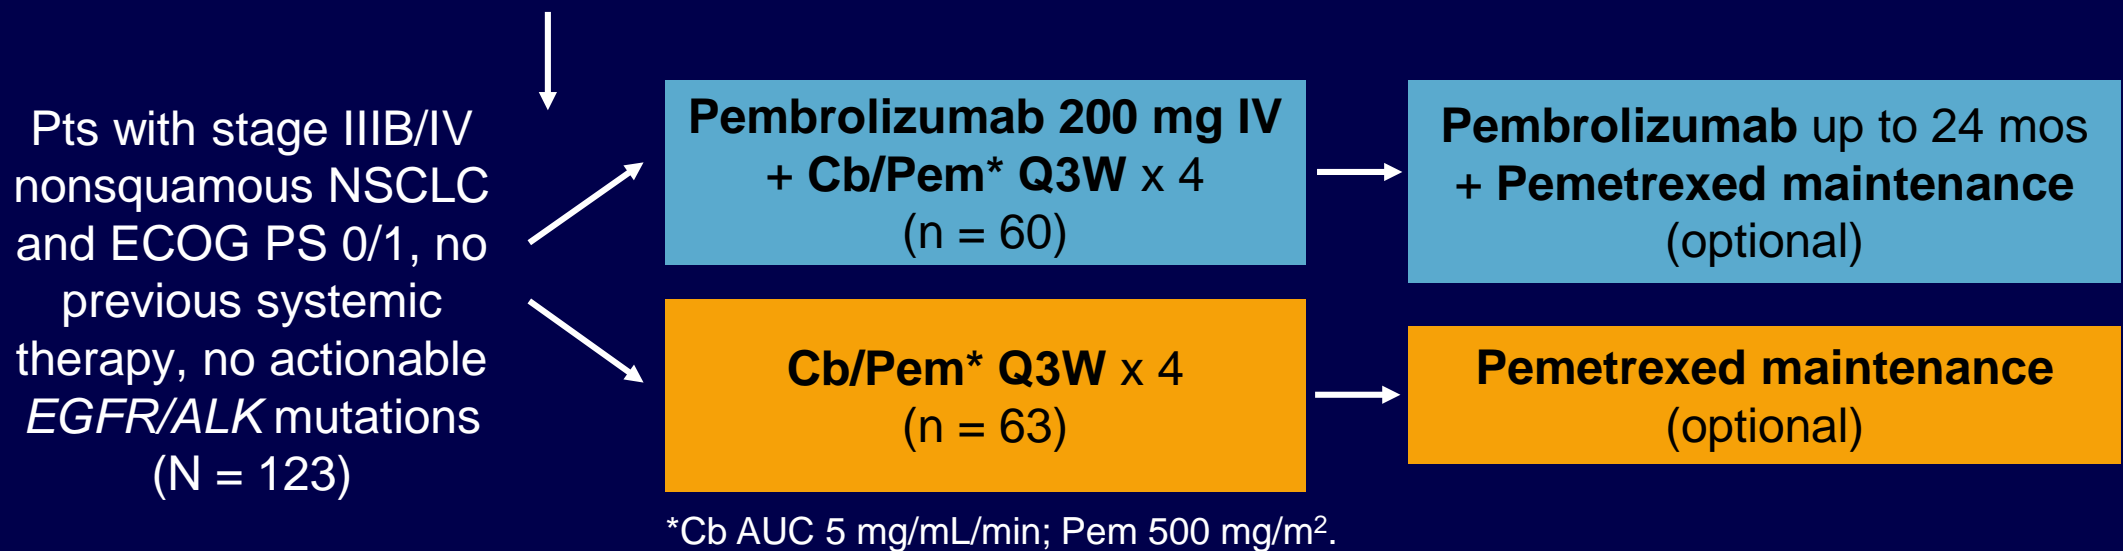 Pts with stage IIIB/IV
nonsquamous NSCLC
and ECOG PS 0/1, no
previous systemic
therapy, no actionable
EGFR/ALK mutations
(N = 123)
Pembrolizumab 200 mg IV
+ Cb/Pem* Q3W x 4
(n = 60)
Pembrolizumab up to 24 mos
+ Pemetrexed maintenance
(optional)
Cb/Pem* Q3W x 4
(n = 63)
Pemetrexed maintenance
(optional)
*Cb AUC 5 mg/mL/min; Pem 500 mg/m².